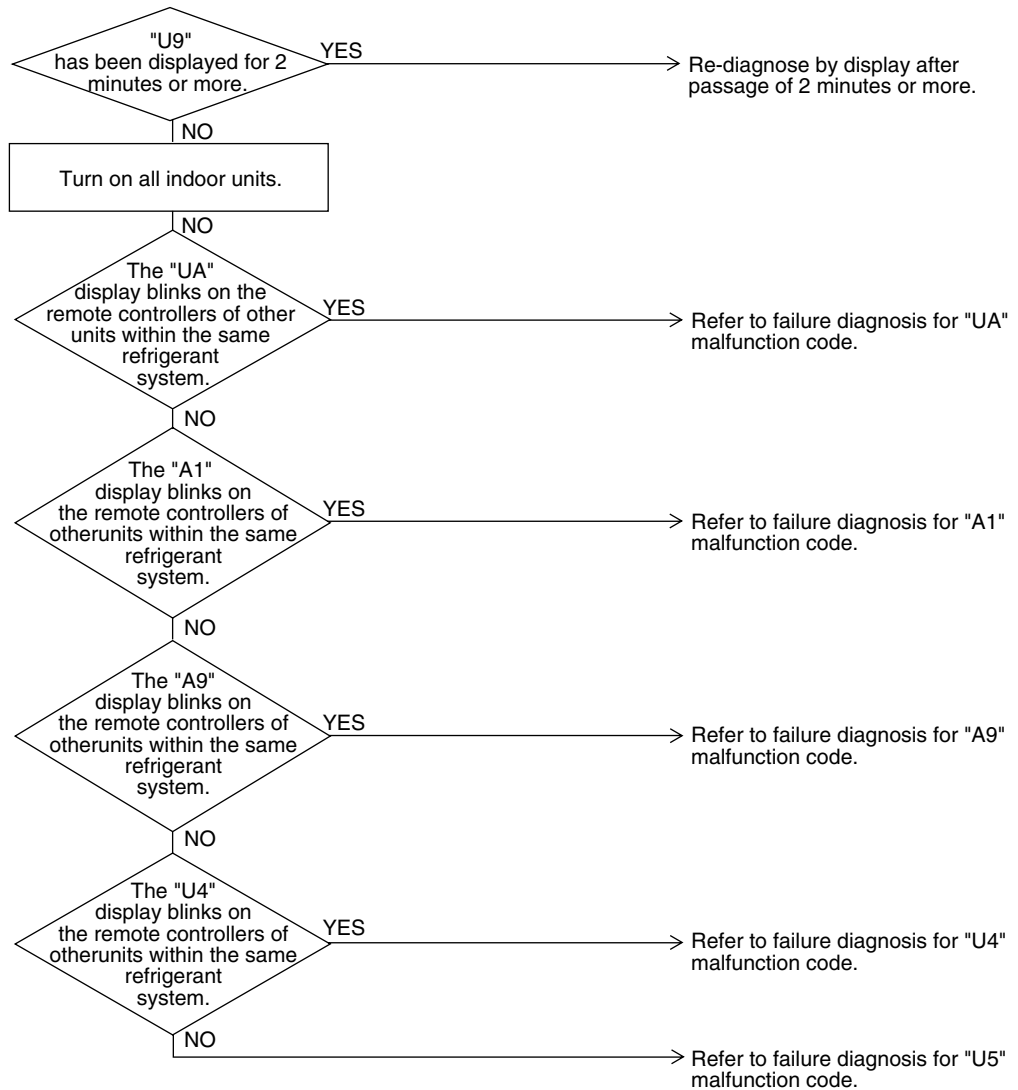 "U9"
has been displayed for 2
minutes or more.
YES
Re-diagnose by display after
passage of 2 minutes or more.
NO
Turn on all indoor units.
NO
The "UA"
display blinks on the
remote controllers of other
units within the same
refrigerant
system.
YES
Refer to failure diagnosis for "UA"
malfunction code.
NO
The "A1"
display blinks on
the remote controllers of
otherunits within the same
refrigerant
system.
YES
Refer to failure diagnosis for "A1"
malfunction code.
NO
The "A9"
display blinks on
the remote controllers of
otherunits within the same
refrigerant
system.
YES
Refer to failure diagnosis for "A9"
malfunction code.
NO
The "U4"
display blinks on
the remote controllers of
otherunits within the same
refrigerant
system.
YES
Refer to failure diagnosis for "U4"
malfunction code.
NO
Refer to failure diagnosis for "U5"
malfunction code.